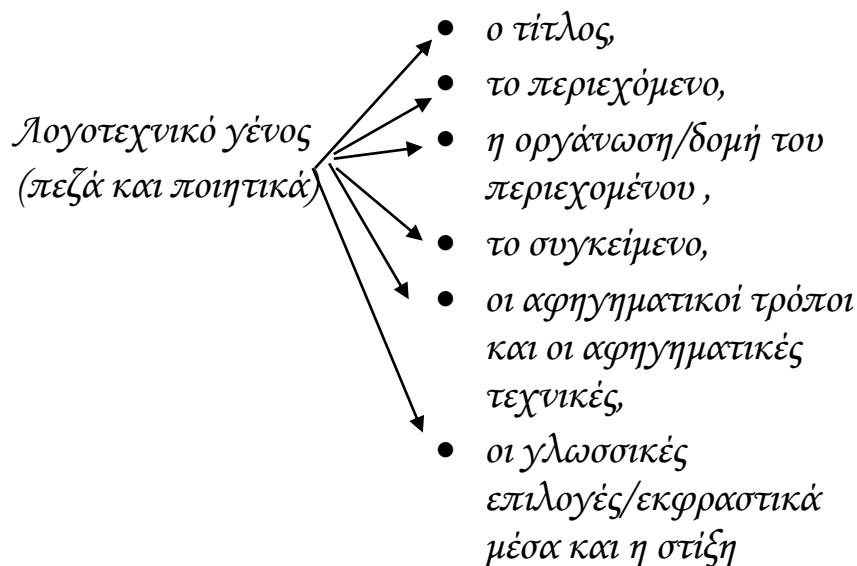 Λογοτεχνικό γένος
(πεζά και ποιητικά)
• ο τίτλος,
• το περιεχόμενο,
• η οργάνωση/δομή του
περιεχομένου ,
• το συγκείμενο,
• οι αφηγηματικοί τρόποι
και οι αφηγηματικές
τεχνικές,
• οι γλωσσικές
επιλογές/εκφραστικά
μέσα και η στίξη